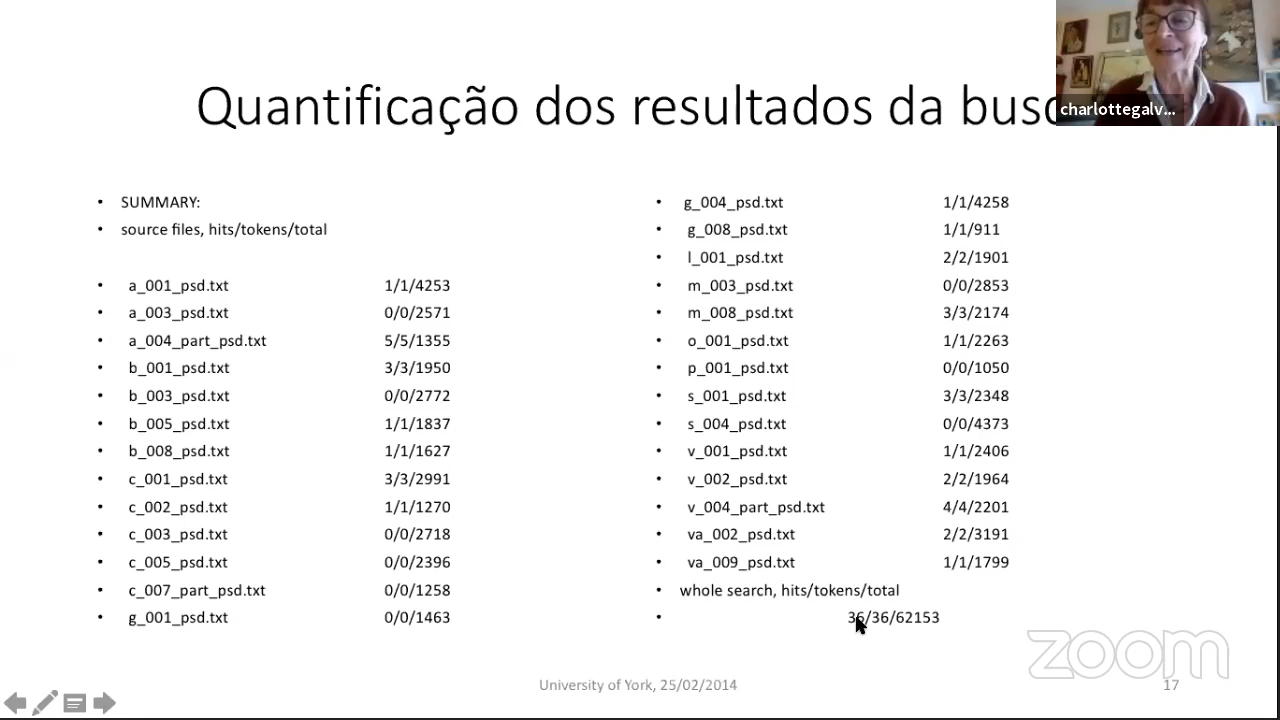 Quantificação dos resultados da busc
charlottegalv...
SUMMARY:
source files, hits/tokens/total
a_001_psd.txt 1/1/4253
a_003_psd.txt 0/0/2571
a_004_part_psd.txt 5/5/1355
b_001_psd.txt 3/3/1950
b_003_psd.txt 0/0/2772
b_005_psd.txt 1/1/1837
b_008_psd.txt 1/1/1627
c_001_psd.txt 3/3/2991
c_002_psd.txt 1/1/1270
c_003_psd.txt 0/0/2718
c_005_psd.txt 0/0/2396
c_007_part_psd.txt 0/0/1258
g_001_psd.txt 0/0/1463
g_004_psd.txt 1/1/4258
g_008_psd.txt 1/1/911
l_001_psd.txt 2/2/1901
m_003_psd.txt 0/0/2853
m_008_psd.txt 3/3/2174
o_001_psd.txt 1/1/2263
p_001_psd.txt 0/0/1050
s_001_psd.txt 3/3/2348
s_004_psd.txt 0/0/4373
v_001_psd.txt 1/1/2406
v_002_psd.txt 2/2/1964
v_004_part_psd.txt 4/4/2201
va_002_psd.txt 2/2/3191
va_009_psd.txt 1/1/1799
whole search, hits/tokens/total
36/36/62153
zoom
University of York, 25/02/2014
17